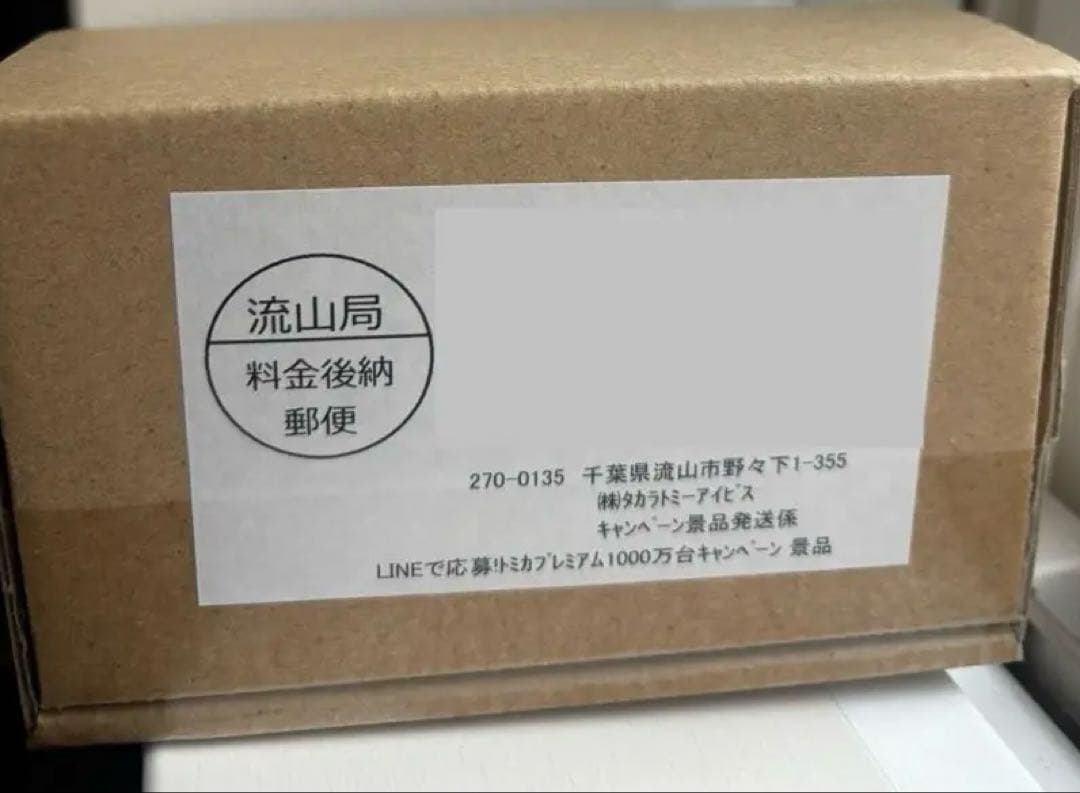 流山局
料金後納
郵便
270-0135 千葉県流山市野々下1-355
㈱ﾀｶﾗﾄﾐｰｱｲﾋﾞｽ
ｷｬﾝﾍﾟｰﾝ景品発送係
LINEで応募!ﾄﾐｶﾌﾟﾚﾐｱﾑ1000万台ｷｬﾝﾍﾟｰﾝ 景品